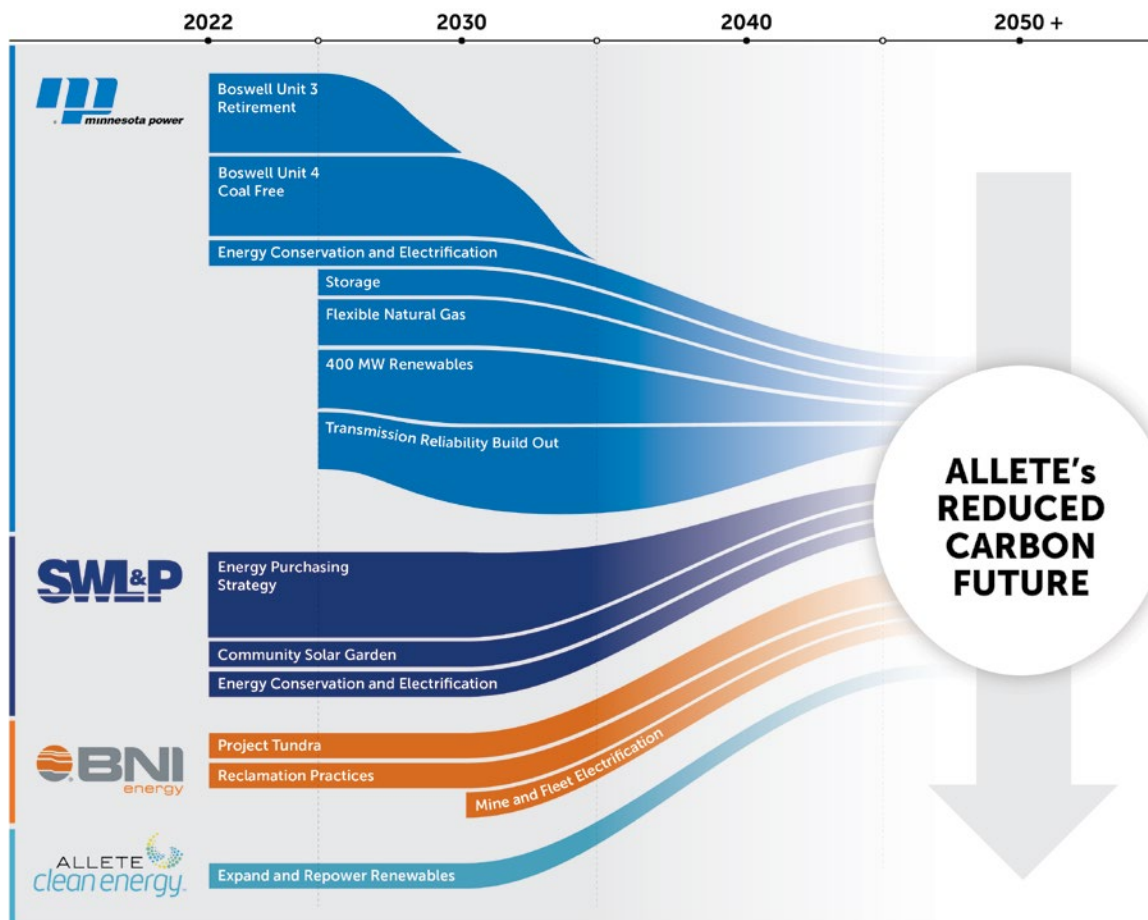 2022 2030 2040 2050 +
minnesota power
Boswell Unit 3
Retirement
Boswell Unit 4
Coal Free
Energy Conservation and Electrification
Storage
Flexible Natural Gas
400 MW Renewables
Transmission Reliability Build Out
SWL&P
Energy Purchasing
Strategy
Community Solar Garden
Energy Conservation and Electrification
BNI
energy
Project Tundra
Reclamation Practices
Mine and Fleet Electrification
ALLETE
clean energy
Expand and Repower Renewables
ALLETE's
REDUCED
CARBON
FUTURE